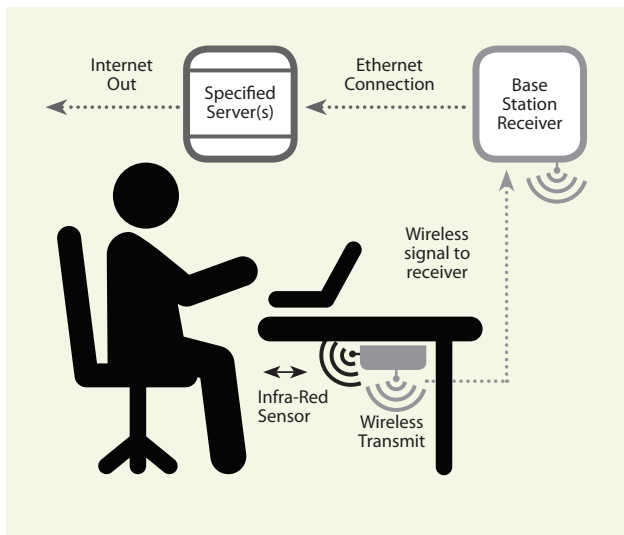 Internet
Out
Specified
Server(s)
Ethernet
Connection
Base
Station
Receiver
Wireless
signal to
receiver
Infra-Red
Sensor
Wireless
Transmit